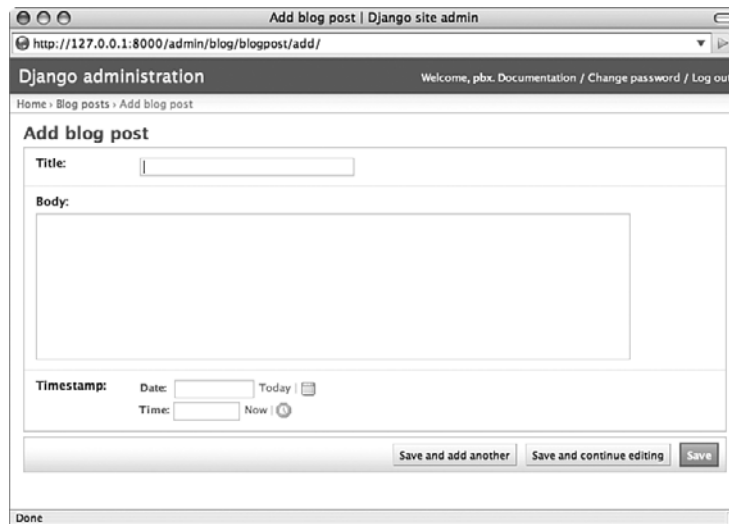 Add blog post | Django site admin
http://127.0.0.1:8000/admin/blog/blogpost/add/
Django administration
Welcome, pbx. Documentation / Change password / Log out
Home › Blog posts › Add blog post
Add blog post
Title:
Body:
Timestamp:
Date:
Today |
Time:
Now |
Save and add another
Save and continue editing
Save
Done